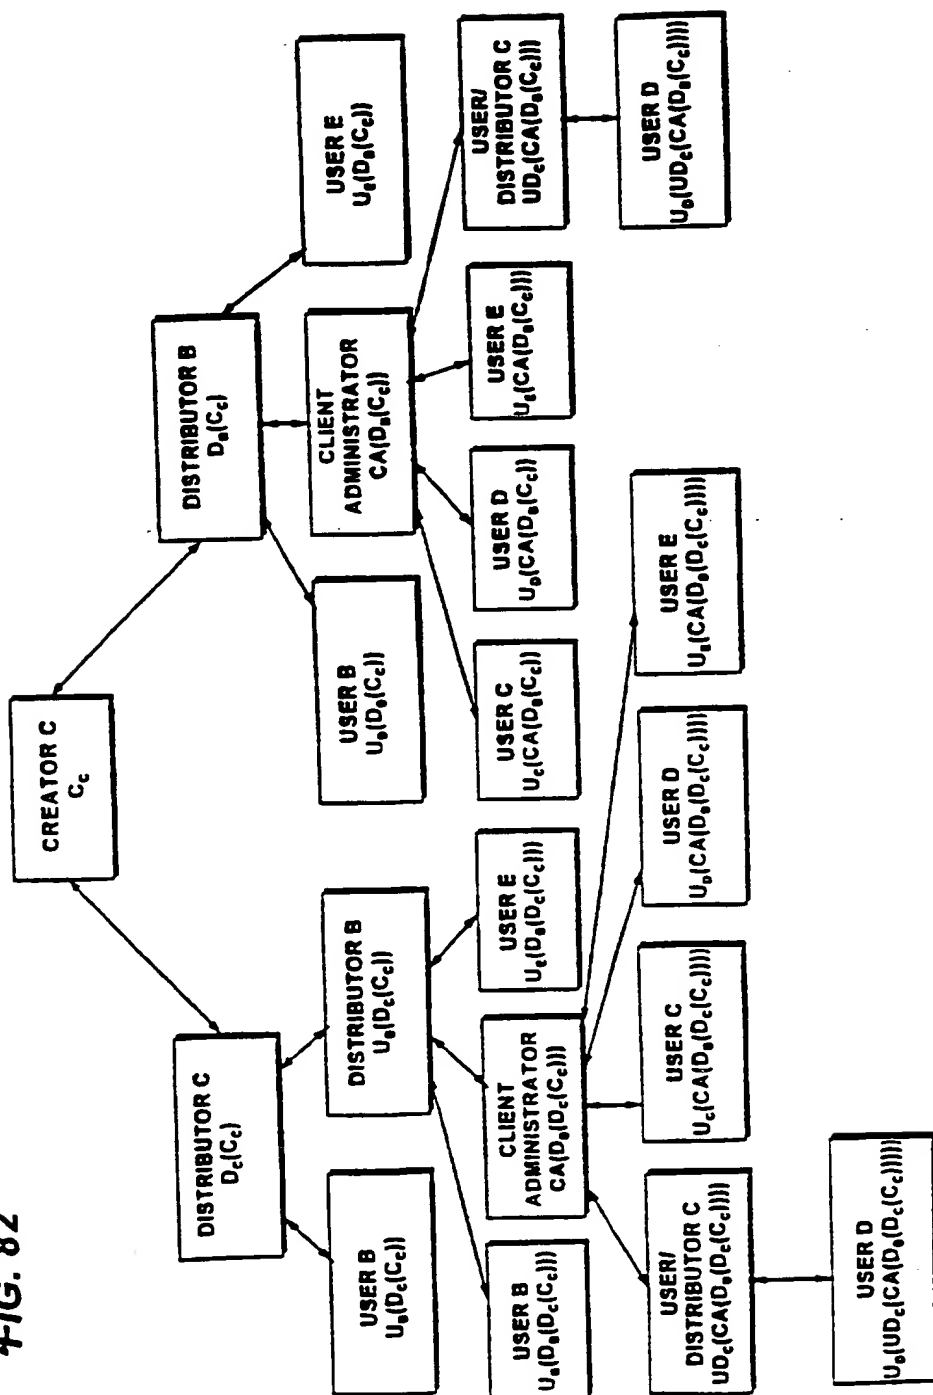 FIG. 82
CREATOR C
C_C
DISTRIBUTOR C
D_C(C_C)
DISTRIBUTOR B
D_B(C_C)
USER B
U_B(D_C(C_C))
DISTRIBUTOR B
U_B(D_C(C_C))
USER B
U_B(D_B(C_C))
CLIENT
ADMINISTRATOR
CA(D_B(C_C))
USER E
U_E(D_B(C_C))
USER B
U_B(D_B(D_C(C_C)))
CLIENT
ADMINISTRATOR
CA(D_B(D_C(C_C)))
USER E
U_E(D_B(D_C(C_C)))
USER C
U_C(CA(D_B(C_C))
USER D
U_D(CA(D_B(C_C))
USER E
U_E(CA(D_B(C_C)))
USER/
DISTRIBUTOR C
UD_C(CA(D_B(C_C)))
USER/
DISTRIBUTOR C
UD_C(CA(D_B(D_C(C_C))))
USER C
U_C(CA(D_B(D_C(C_C))))
USER D
U_D(CA(D_B(D_C(C_C))))
USER E
U_B(CA(D_B(D_C(C_C))))
USER D
U_D(UD_C(CA(D_B(C_C))))
USER D
U_B(UD_C(CA(D_B(D_C(C_C)))))